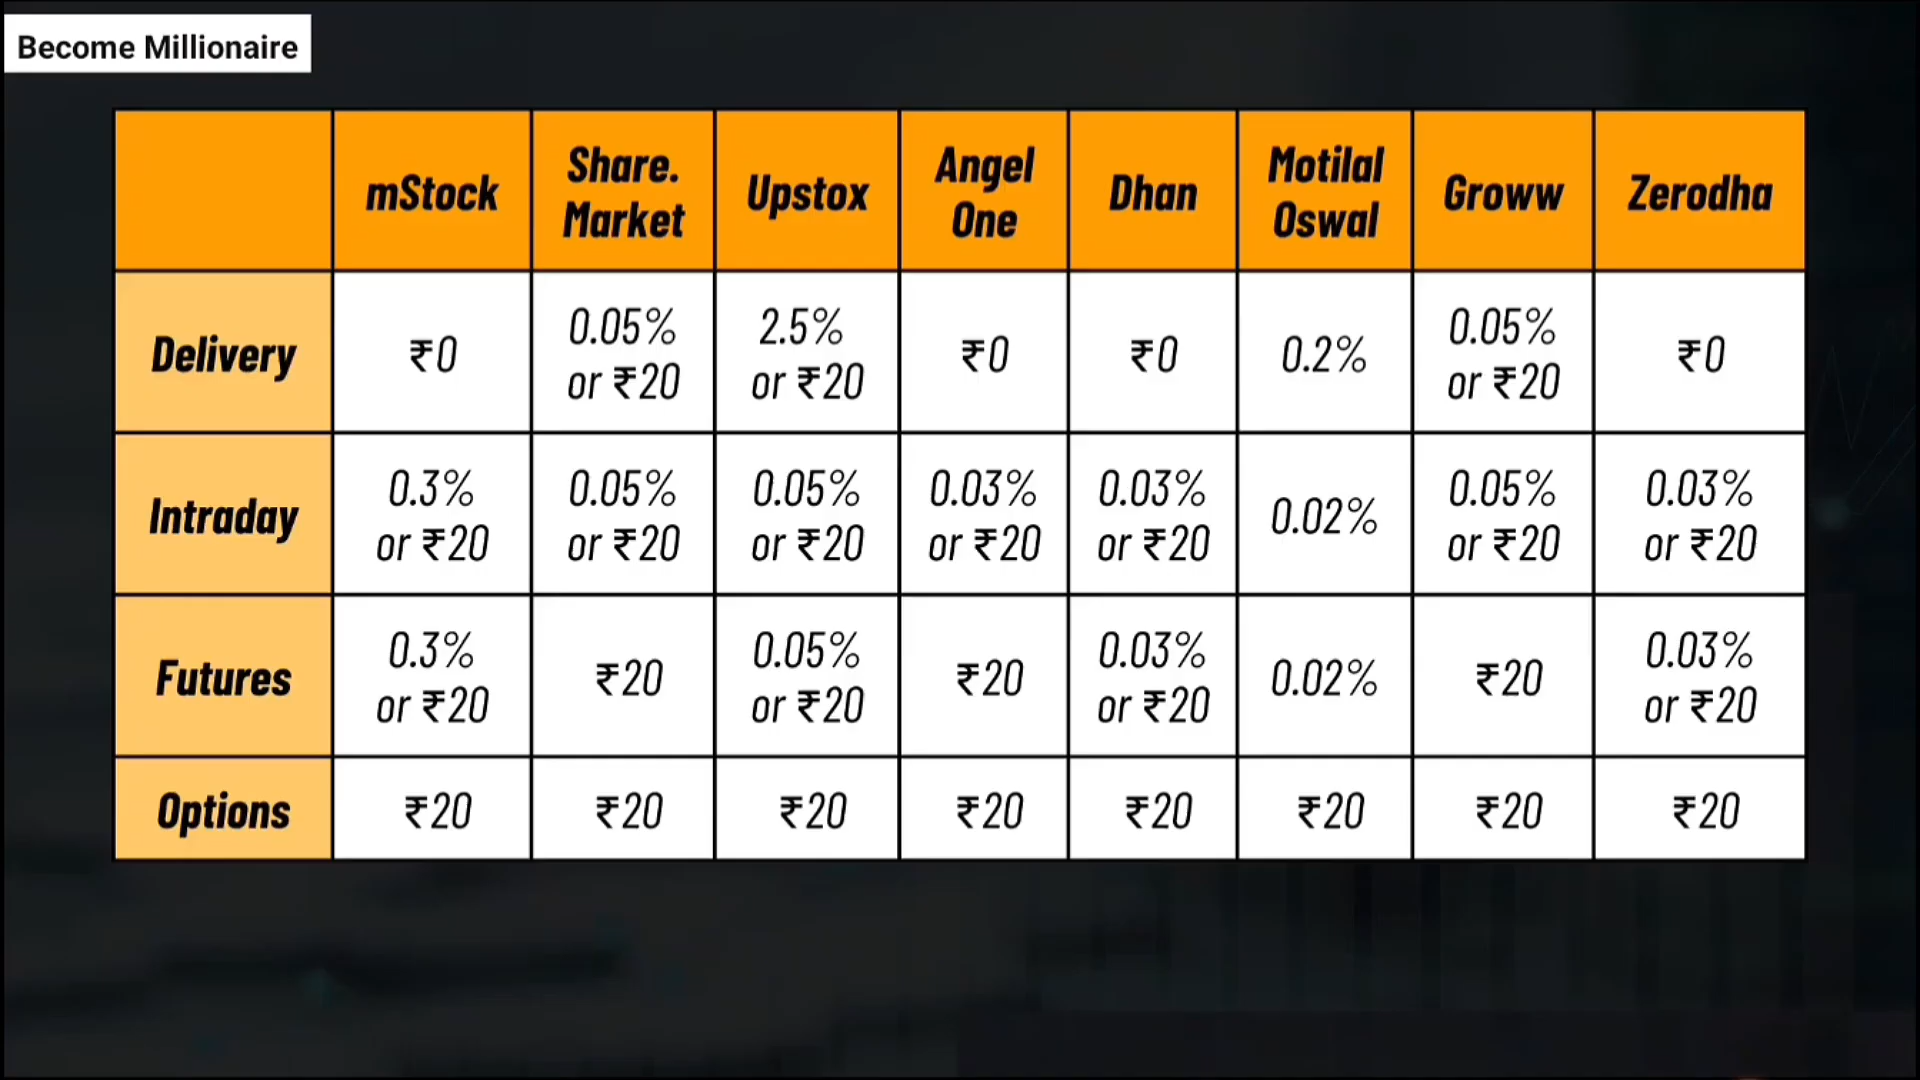 Become Millionaire
mStock
Share.
Market
Upstox
Angel
One
Dhan
Motilal
Oswal
Groww
Zerodha
Delivery
₹0
0.05%
or ₹20
2.5%
or ₹20
₹0
₹0
0.2%
0.05%
or ₹20
₹0
Intraday
0.3%
or ₹20
0.05%
or ₹20
0.05%
or ₹20
0.03%
or ₹20
0.03%
or ₹20
0.02%
0.05%
or ₹20
0.03%
or ₹20
Futures
0.3%
or ₹20
₹20
0.05%
or ₹20
₹20
0.03%
or ₹20
0.02%
₹20
0.03%
or ₹20
Options
₹20
₹20
₹20
₹20
₹20
₹20
₹20
₹20